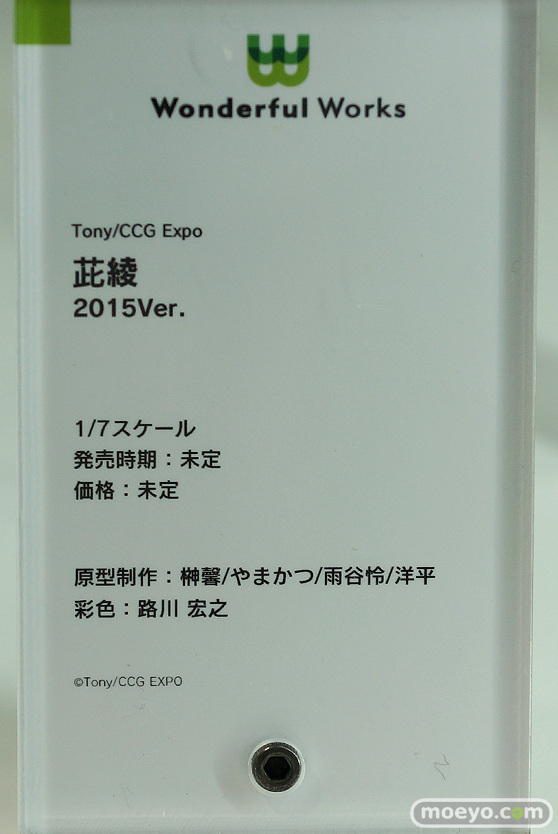 Wonderful Works
Tony/CCG Expo
茈綾
2015Ver.
1/7スケール
発売時期：未定
価格：未定
原型制作：榊馨/やまかつ/雨谷怜/洋平
彩色：路川 宏之
©Tony/CCG EXPO
moeyo.com